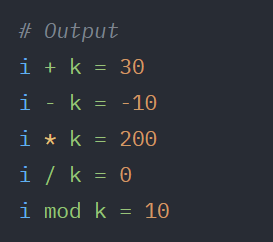 # Output
i + k = 30
i - k = -10
i * k = 200
i / k = 0
i mod k = 10